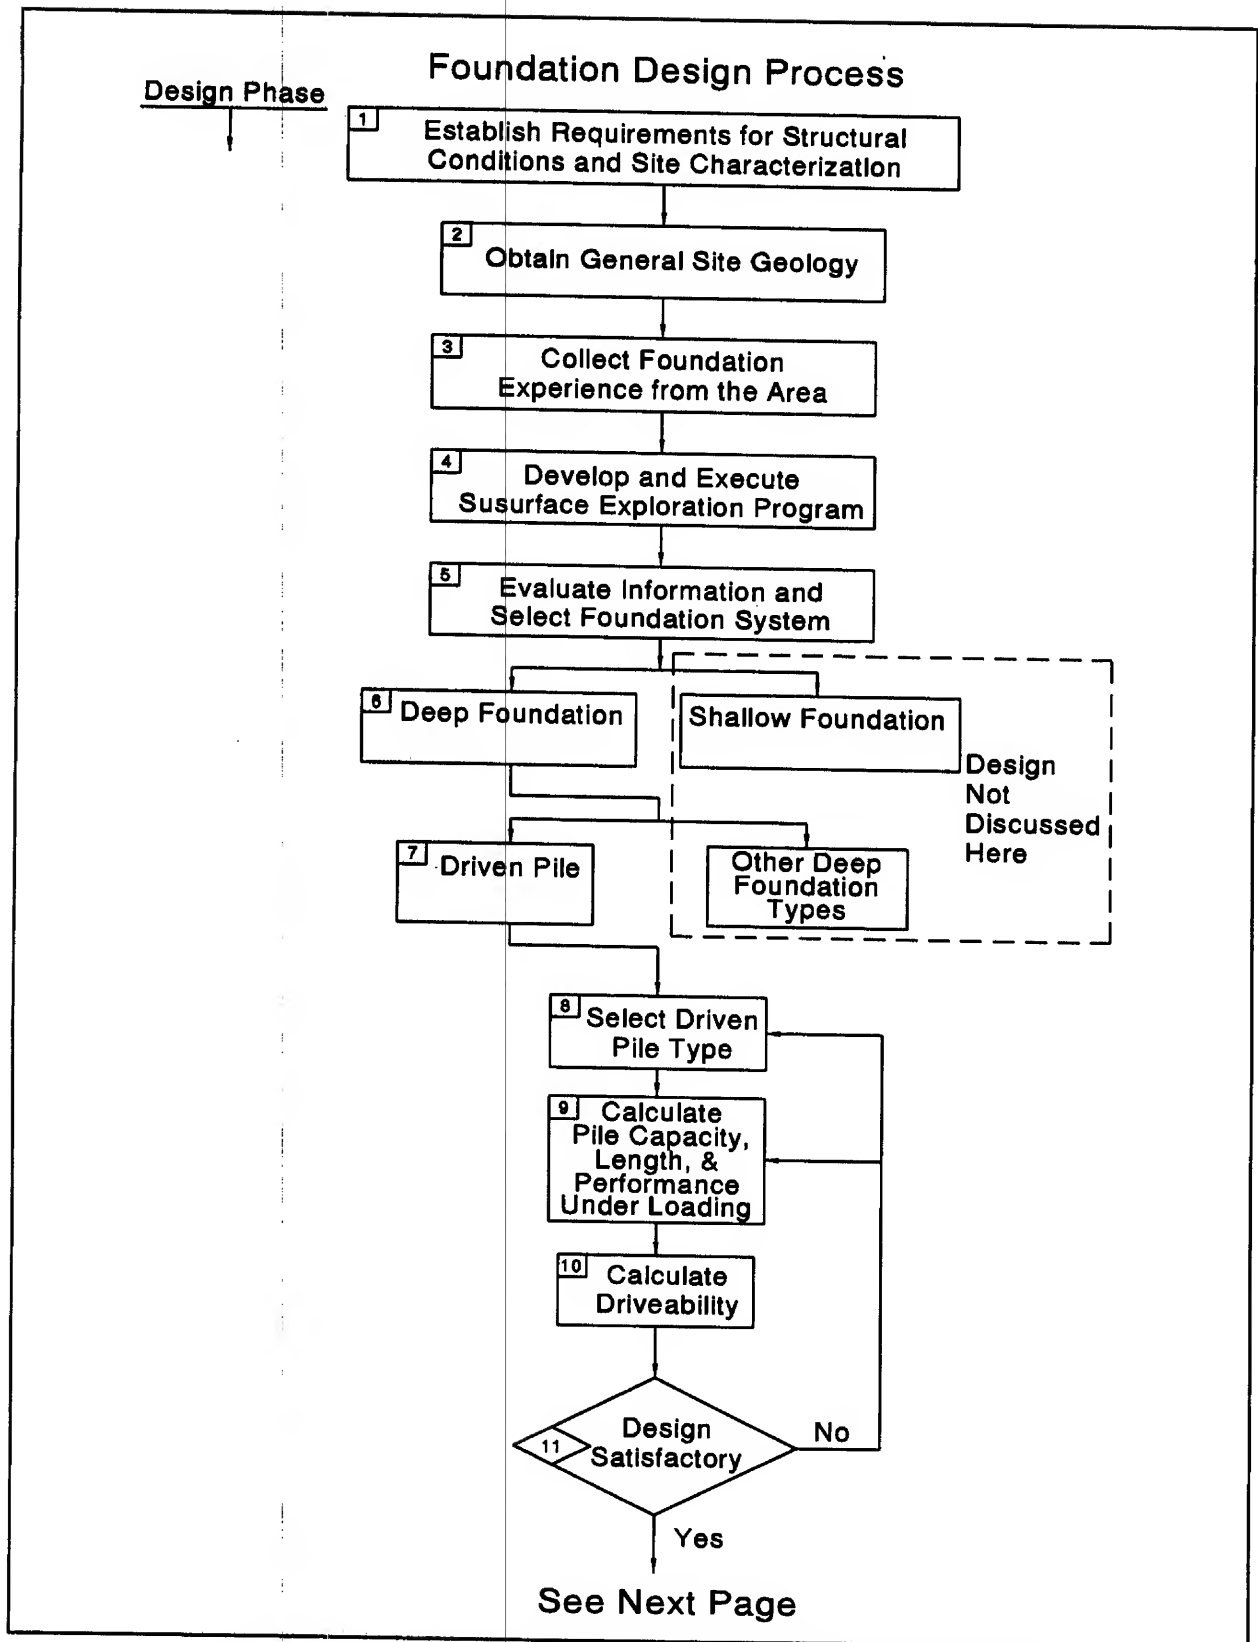 Foundation Design Process
Design Phase
1
Establish Requirements for Structural
Conditions and Site Characterization
2
Obtain General Site Geology
3
Collect Foundation
Experience from the Area
4
Develop and Execute
Susurface Exploration Program
5
Evaluate Information and
Select Foundation System
6
Deep Foundation
Shallow Foundation
Design
Not
Discussed
Here
7
Driven Pile
Other Deep
Foundation
Types
8
Select Driven
Pile Type
9
Calculate
Pile Capacity,
Length, &
Performance
Under Loading
10
Calculate
Driveability
11
Design
Satisfactory
No
Yes
See Next Page